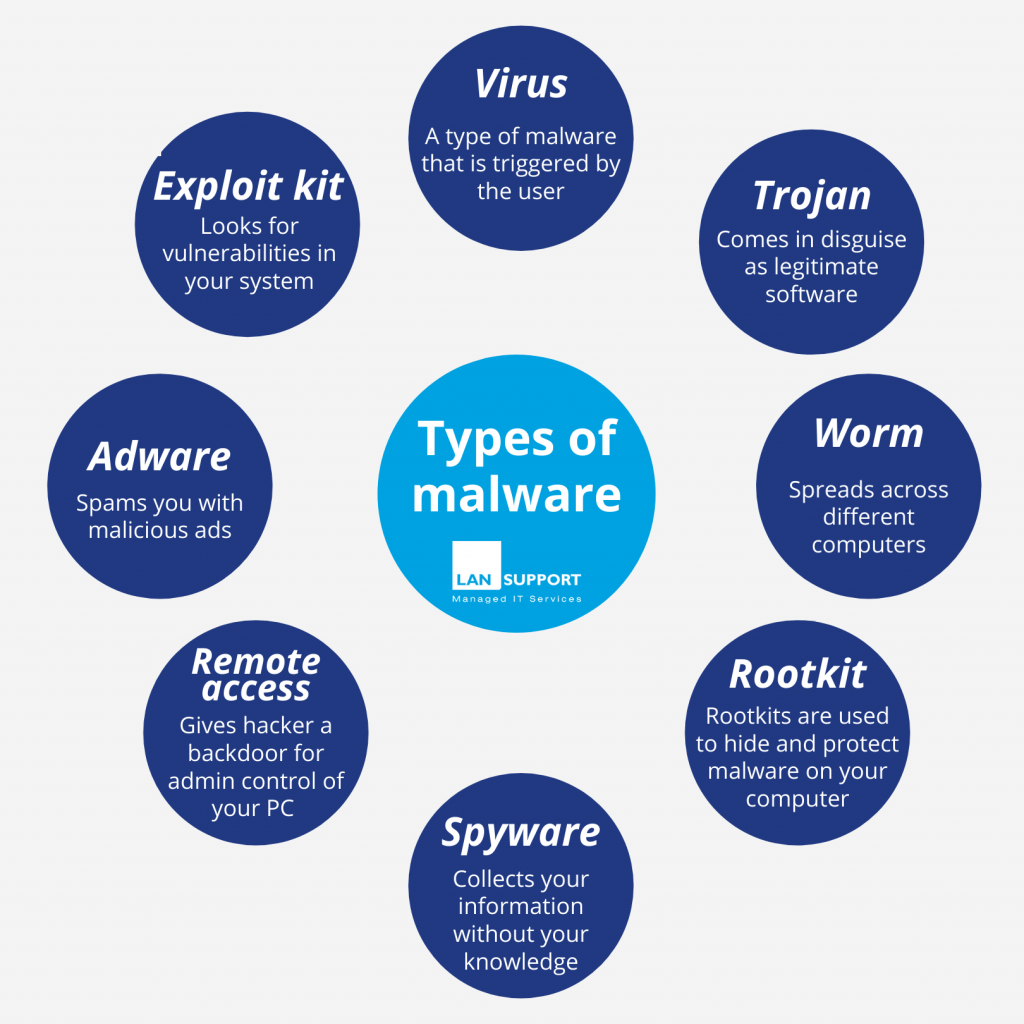 Virus
A type of malware
that is triggered by
the user
Exploit kit
Looks for
vulnerabilities in
your system
Trojan
Comes in disguise
as legitimate
software
Adware
Spams you with
malicious ads
Types of
malware
LAN SUPPORT
Managed IT Services
Worm
Spreads across
different
computers
Remote
access
Gives hacker a
backdoor for
admin control of
your PC
Rootkit
Rootkits are used
to hide and protect
malware on your
computer
Spyware
Collects your
information
without your
knowledge